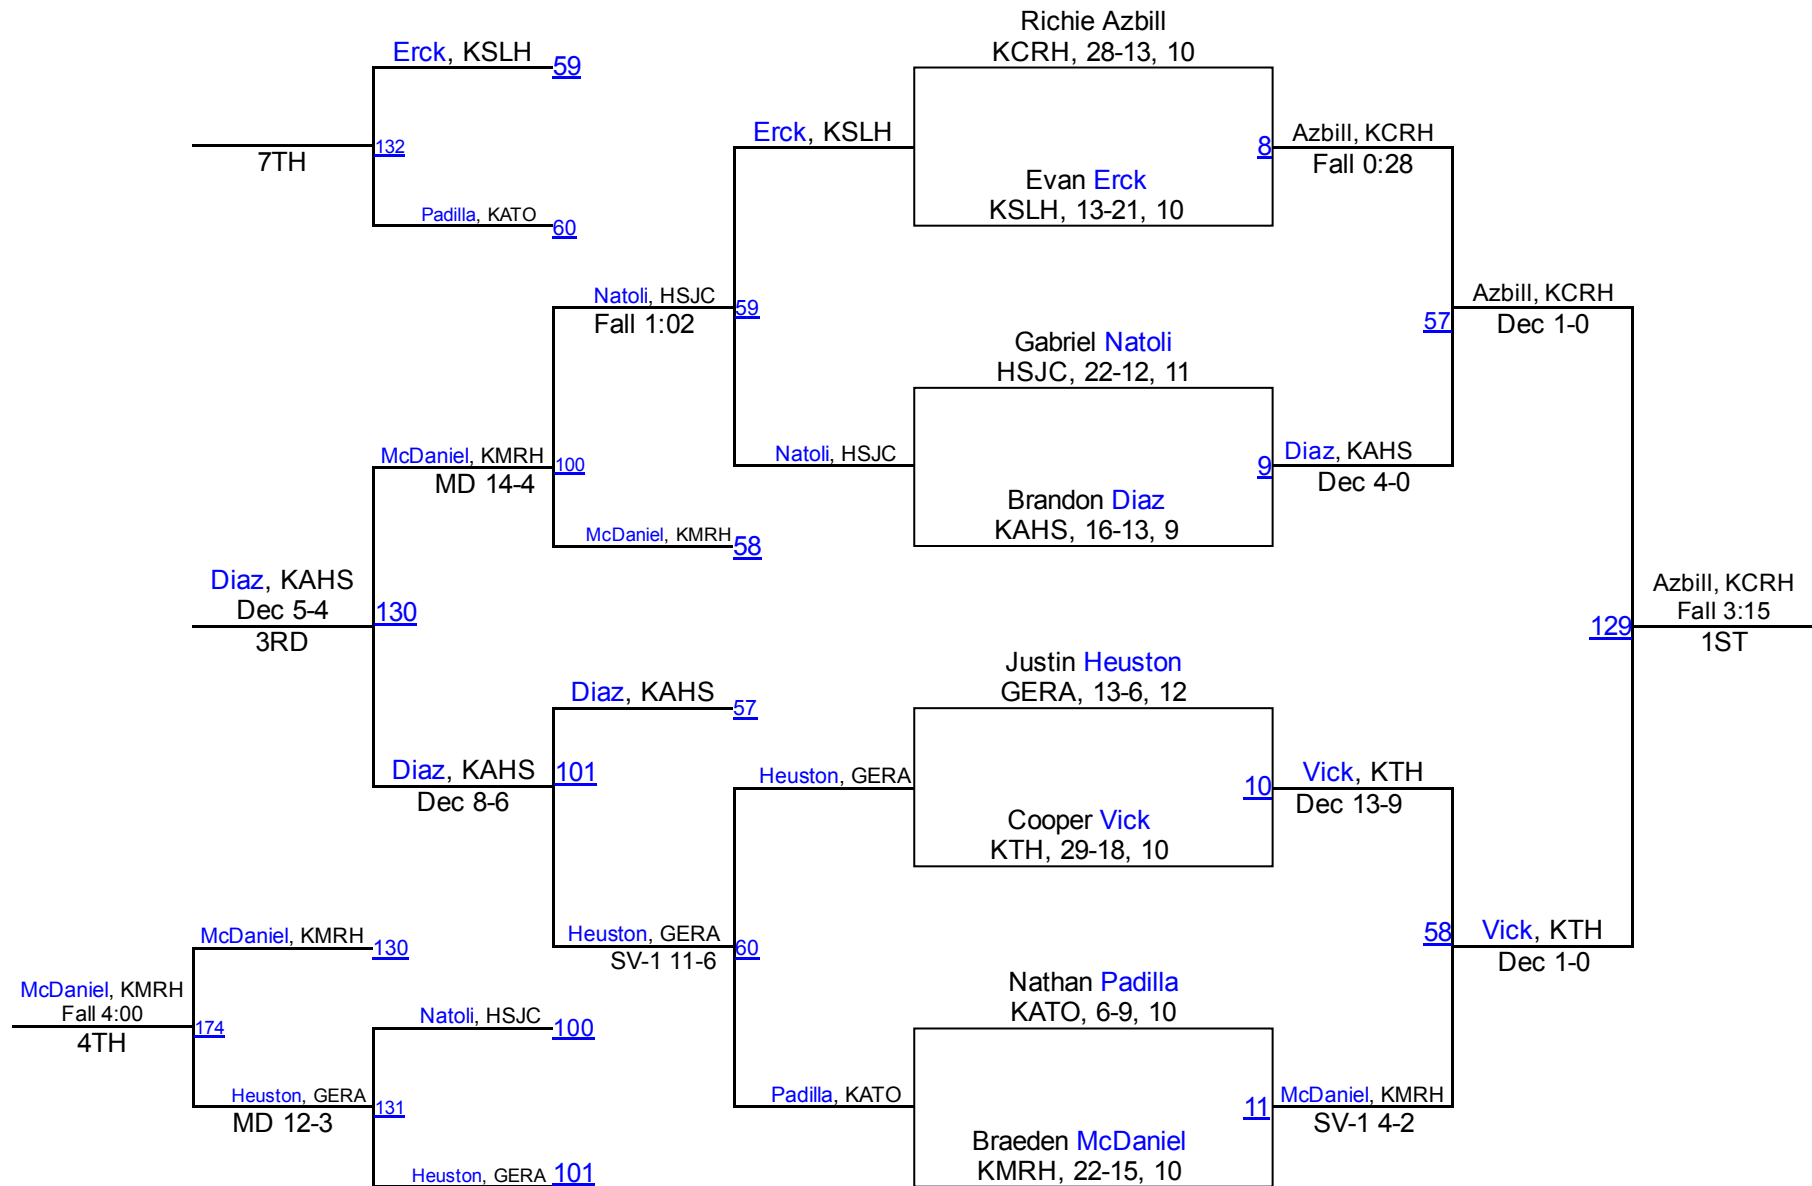 Richie Azbill
KCRH, 28-13, 10
Erck, KSLH
59
Erck, KSLH
8
Azbill, KCRH
Fall 0:28
132
7TH
Evan Erck
KSLH, 13-21, 10
Padilla, KATO
60
Natoli, HSJC
Fall 1:02
59
Azbill, KCRH
Dec 1-0
57
Gabriel Natoli
HSJC, 22-12, 11
McDaniel, KMRH
MD 14-4
100
Natoli, HSJC
9
Diaz, KAHS
Dec 4-0
Brandon Diaz
KAHS, 16-13, 9
McDaniel, KMRH
58
Diaz, KAHS
Dec 5-4
3RD
130
Azbill, KCRH
Fall 3:15
1ST
129
Justin Heuston
GERA, 13-6, 12
Diaz, KAHS
57
Diaz, KAHS
Dec 8-6
101
Heuston, GERA
10
Vick, KTH
Dec 13-9
Cooper Vick
KTH, 29-18, 10
McDaniel, KMRH
130
Heuston, GERA
SV-1 11-6
60
58
Vick, KTH
Dec 1-0
Nathan Padilla
KATO, 6-9, 10
McDaniel, KMRH
Fall 4:00
4TH
174
Natoli, HSJC
100
Heuston, GERA
MD 12-3
131
Padilla, KATO
11
McDaniel, KMRH
SV-1 4-2
Braeden McDaniel
KMRH, 22-15, 10
Heuston, GERA
101